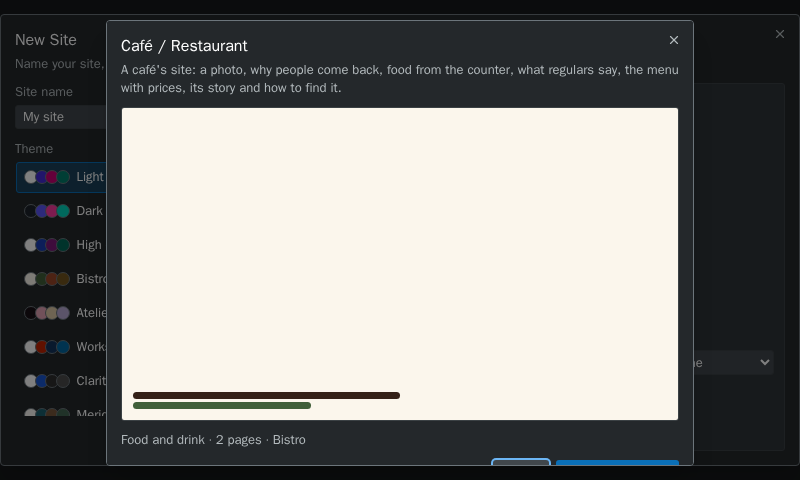 New Site
Name your site,
Site name
My site
Theme
Light
Dark
High
Bistro
Atelie
Work
Clarit
Meric
Café / Restaurant
A café's site: a photo, why people come back, food from the counter, what regulars say, the menu
with prices, its story and how to find it.
Food and drink · 2 pages · Bistro